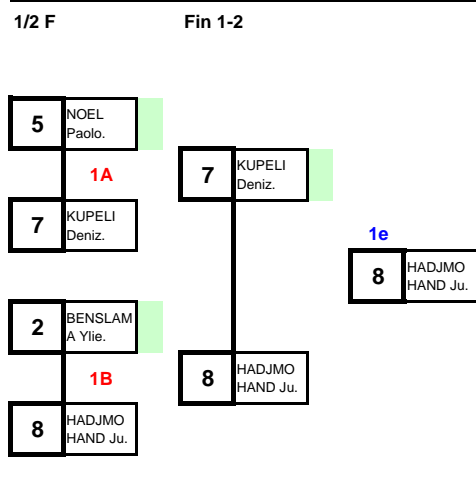 1/2 F
Fin 1-2
5
NOEL
Paolo.
1A
7
KUPELI
Deniz.
7
KUPELI
Deniz.
1e
8
HADJMO
HAND Ju.
2
BENSLAM
A Ylie.
1B
8
HADJMO
HAND Ju.
8
HADJMO
HAND Ju.